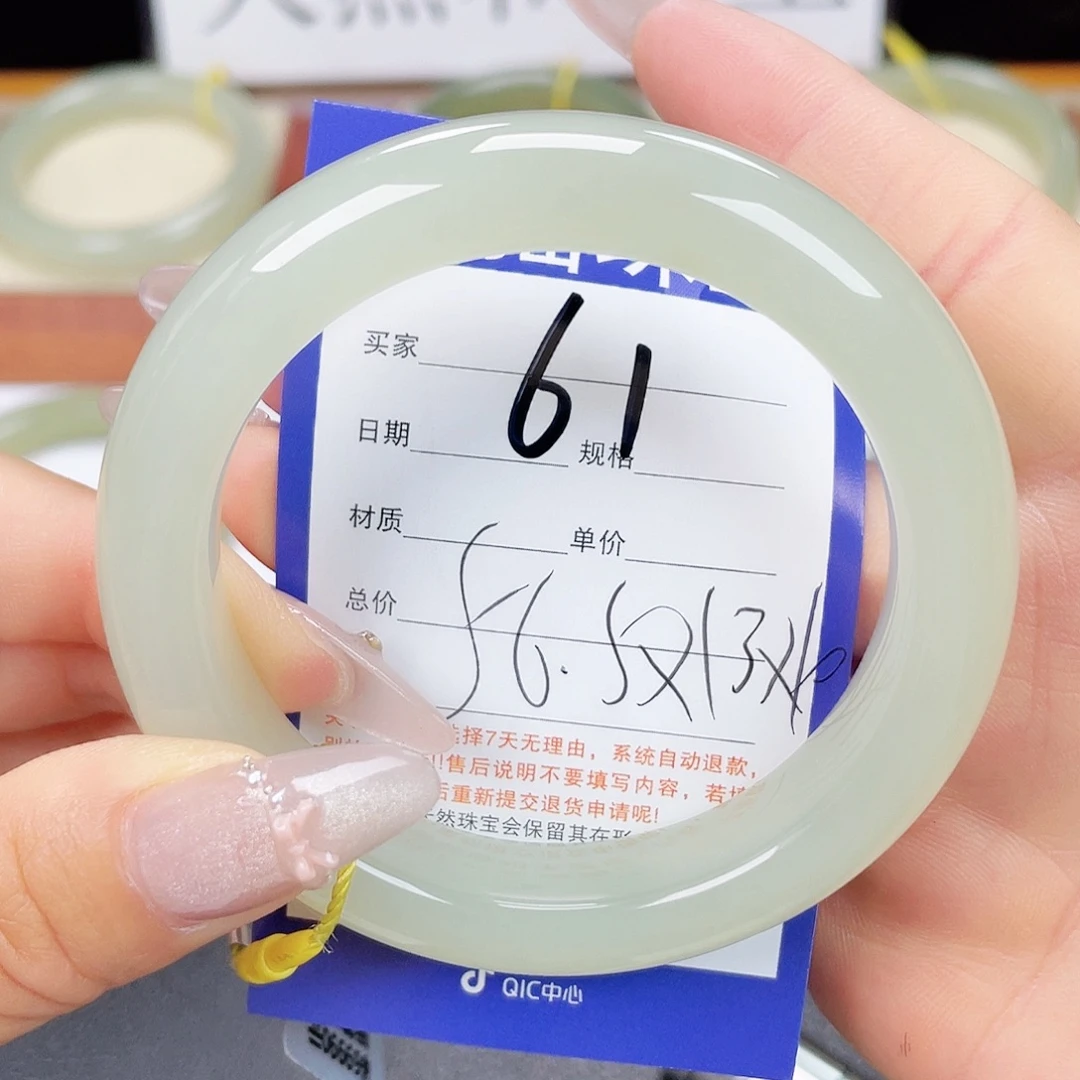 61
买家
日期 规格
材质 单价
总价
56.5X13X
择7天无理由，系统自动退款，
!售后说明不要填写内容，若
后重新提交退货申请呢!
然珠宝会保留其在形
QIC中心